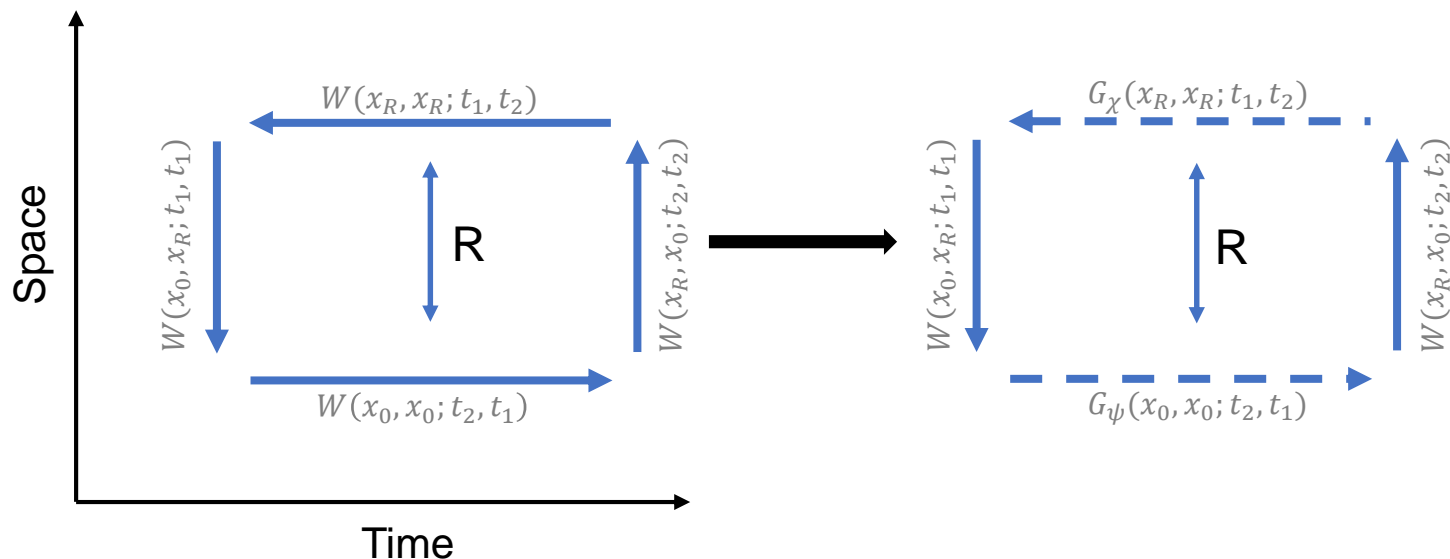 Space
Time
W(x_R, x_R; t_1, t_2)
W(x_0, x_R; t_1, t_1)
R
W(x_R, x_0; t_2, t_2)
W(x_0, x_0; t_2, t_1)
G_χ(x_R, x_R; t_1, t_2)
W(x_0, x_R; t_1, t_1)
R
W(x_R, x_0; t_2, t_2)
G_ψ(x_0, x_0; t_2, t_1)